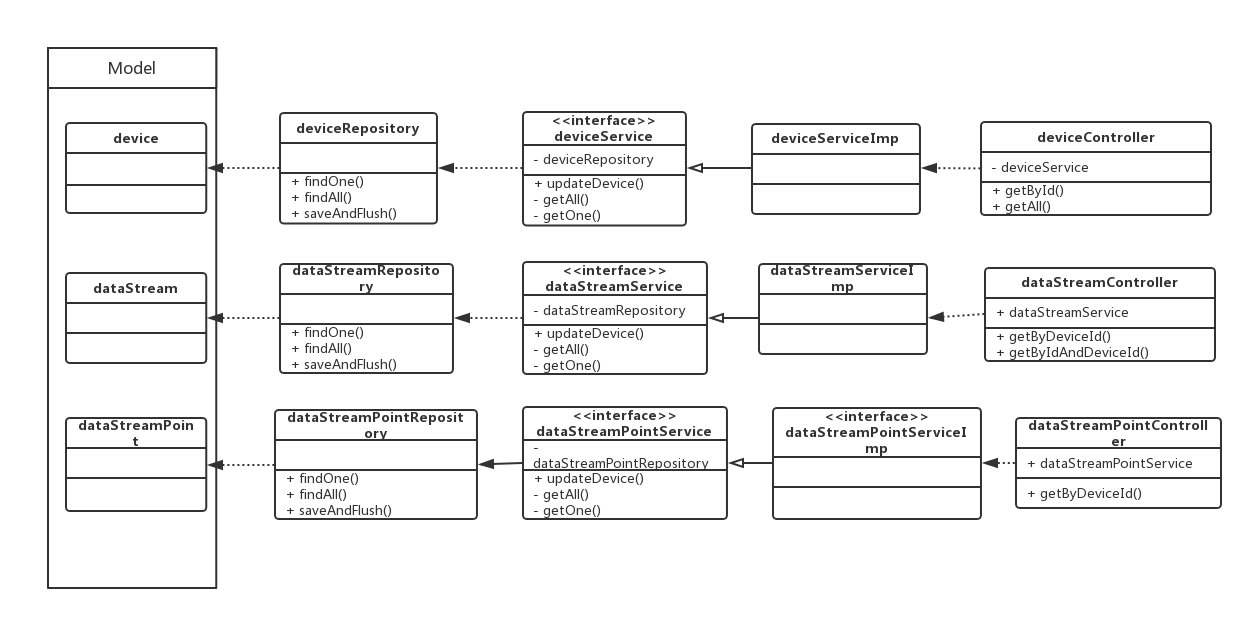 Model
device
deviceRepository
+ findOne()
+ findAll()
+ saveAndFlush()
<<interface>>
deviceService
- deviceRepository
+ updateDevice()
- getAll()
- getOne()
deviceServiceImp
deviceController
- deviceService
+ getById()
+ getAll()
dataStream
dataStreamReposito
ry
+ findOne()
+ findAll()
+ saveAndFlush()
<<interface>>
dataStreamService
- dataStreamRepository
+ updateDevice()
- getAll()
- getOne()
dataStreamServiceI
mp
dataStreamController
+ dataStreamService
+ getByDeviceId()
+ getByIdAndDeviceId()
dataStreamPoin
t
dataStreamPointReposit
ory
+ findOne()
+ findAll()
+ saveAndFlush()
<<interface>>
dataStreamPointService
-
dataStreamPointRepository
+ updateDevice()
- getAll()
- getOne()
<<interface>>
dataStreamPointServiceI
mp
dataStreamPointControll
er
+ dataStreamPointService
+ getByDeviceId()